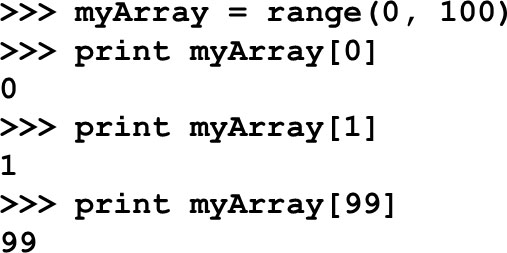 >>> myArray = range(0, 100)
>>> print myArray[0]
0
>>> print myArray[1]
1
>>> print myArray[99]
99